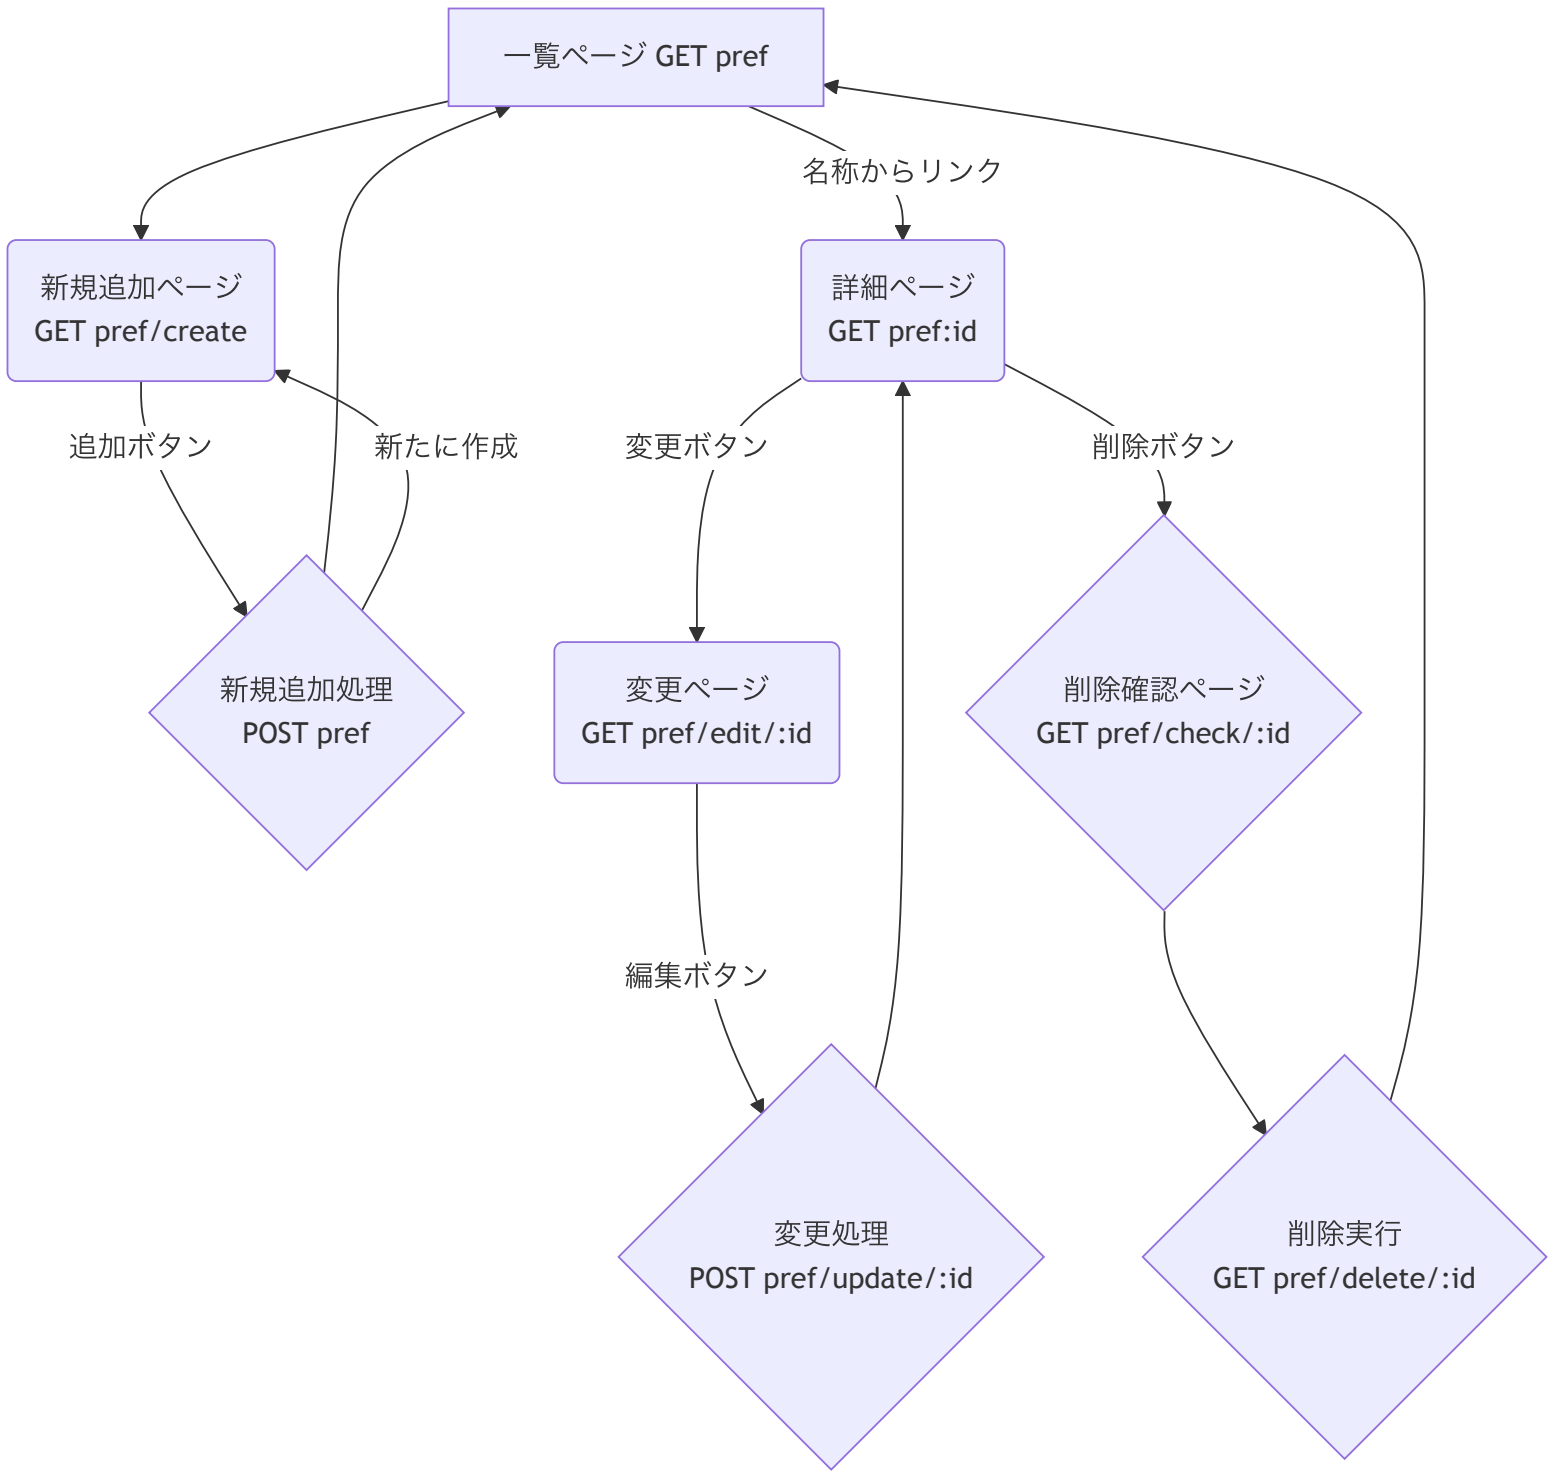 一覧ページ GET pref
名称からリンク
新規追加ページ
GET pref/create
詳細ページ
GET pref:id
追加ボタン
新たに作成
変更ボタン
削除ボタン
新規追加処理
POST pref
変更ページ
GET pref/edit/:id
削除確認ページ
GET pref/check/:id
編集ボタン
変更処理
POST pref/update/:id
削除実行
GET pref/delete/:id